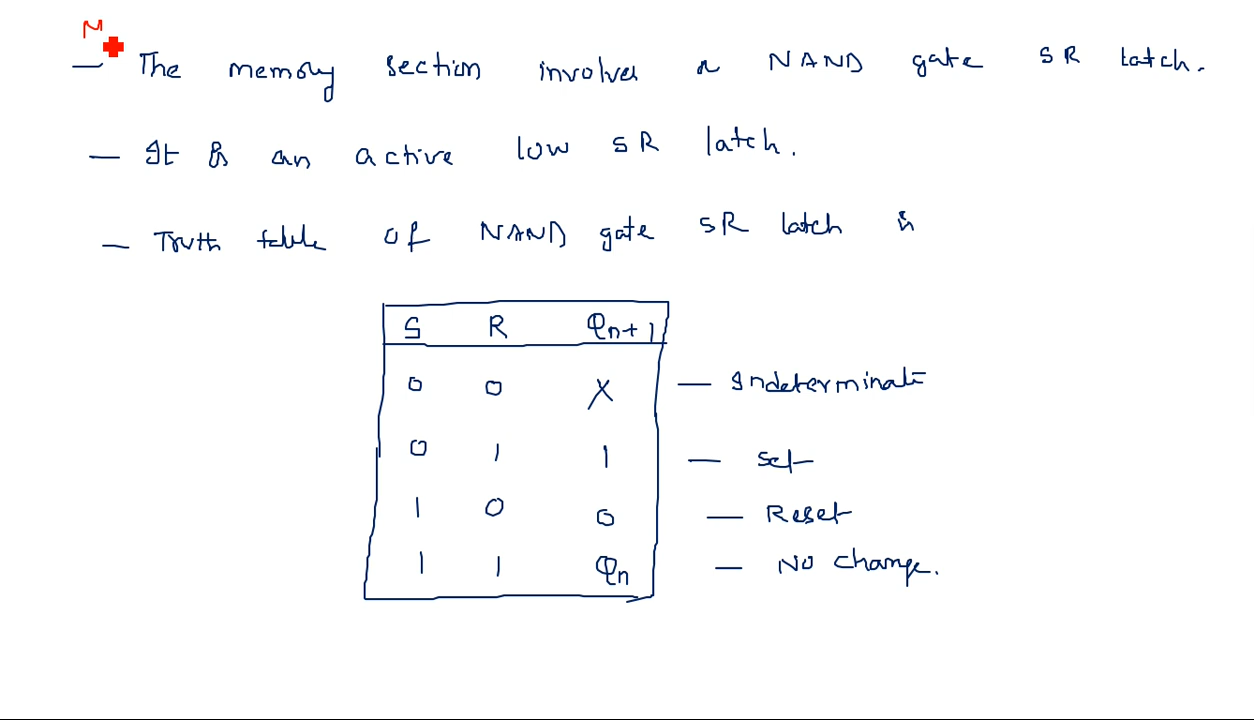 M
— The memory section involves a NAND gate SR latch.
— It is an active low SR latch.
— Truth table of NAND gate SR latch is
S R Qn+1
0 0 X — Indeterminate
0 1 1 — Set
1 0 0 — Reset
1 1 Qn — No change.